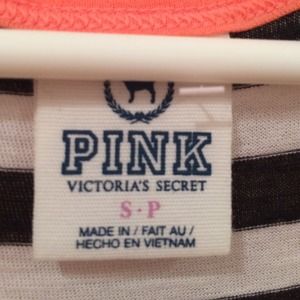 PINK
VICTORIA'S SECRET
S · P
MADE IN / FAIT AU /
HECHO EN VIETNAM